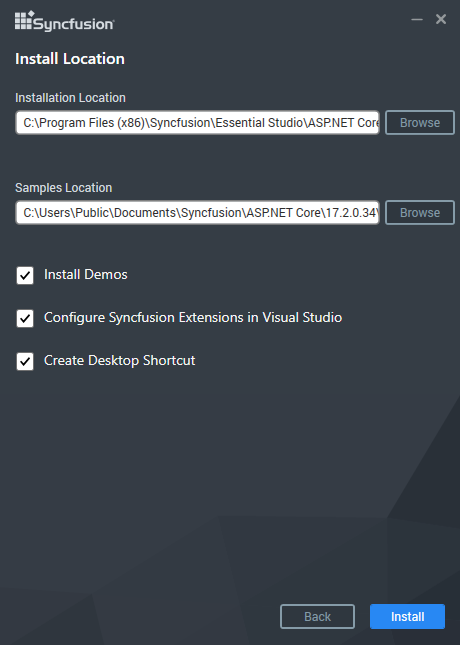 Syncfusion
Install Location
Installation Location
C:\Program Files (x86)\Syncfusion\Essential Studio\ASP.NET Core
Browse
Samples Location
C:\Users\Public\Documents\Syncfusion\ASP.NET Core\17.2.0.34\
Browse
Install Demos
Configure Syncfusion Extensions in Visual Studio
Create Desktop Shortcut
Back
Install